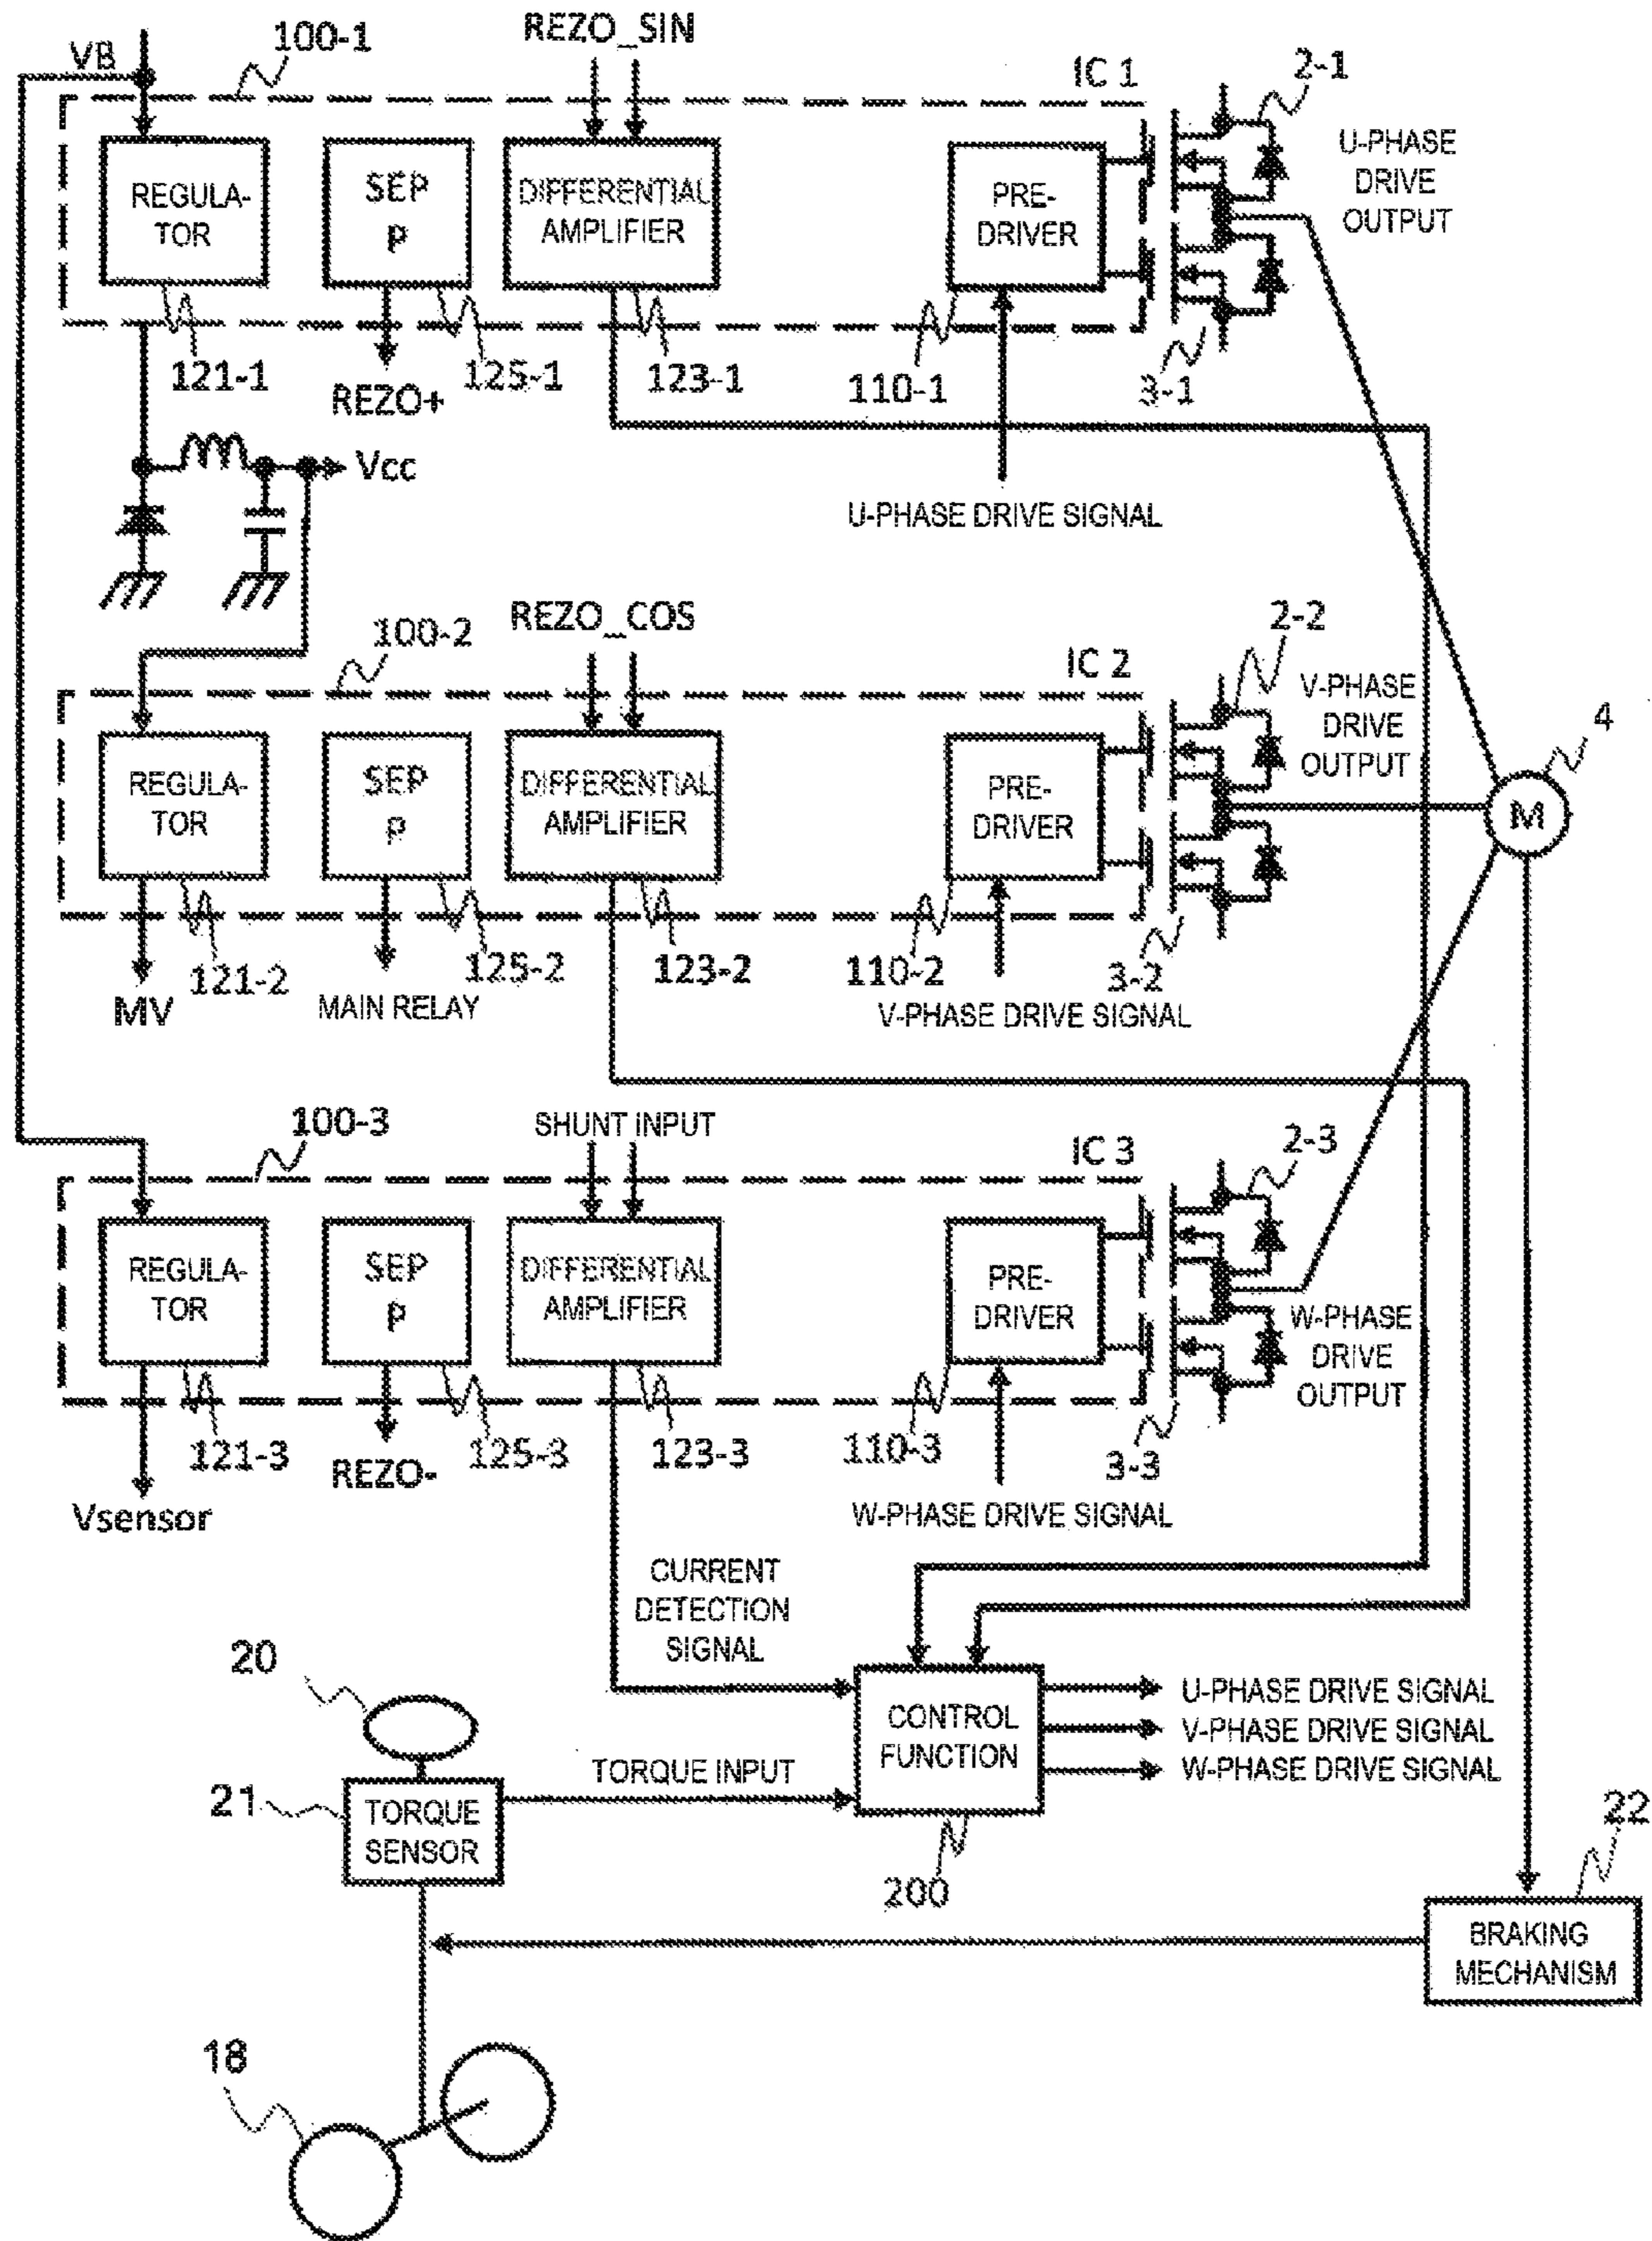 VB
100-1
REZO_SIN
IC 1
2-1
REGULA-
TOR
SEP
p
DIFFERENTIAL
AMPLIFIER
PRE-
DRIVER
U-PHASE
DRIVE
OUTPUT
121-1
REZO+
125-1
123-1
110-1
3-1
Vcc
U-PHASE DRIVE SIGNAL
100-2
REZO_COS
IC 2
2-2
V-PHASE
DRIVE
OUTPUT
4
REGULA-
TOR
SEP
p
DIFFERENTIAL
AMPLIFIER
PRE-
DRIVER
M
121-2
MV
125-2
MAIN RELAY
123-2
110-2
3-2
V-PHASE DRIVE SIGNAL
100-3
SHUNT INPUT
IC 3
2-3
REGULA-
TOR
SEP
p
DIFFERENTIAL
AMPLIFIER
PRE-
DRIVER
W-PHASE
DRIVE
OUTPUT
121-3
Vsensor
125-3
REZO-
123-3
110-3
3-3
W-PHASE DRIVE SIGNAL
CURRENT
DETECTION
SIGNAL
20
CONTROL
FUNCTION
U-PHASE DRIVE SIGNAL
V-PHASE DRIVE SIGNAL
W-PHASE DRIVE SIGNAL
TORQUE INPUT
21
TORQUE
SENSOR
200
22
BRAKING
MECHANISM
18